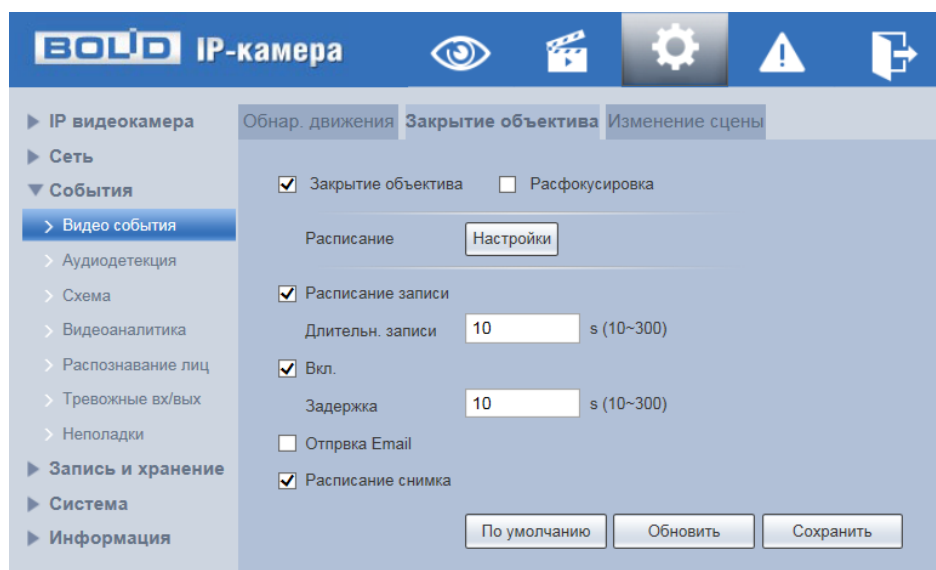 BOLID IP-камера
IP видеокамера
Сеть
События
Видео события
Аудиодетекция
Схема
Видеоаналитика
Распознавание лиц
Тревожные вх/вых
Неполадки
Запись и хранение
Система
Информация
Обнар. движения Закрытие объектива Изменение сцены
Закрытие объектива Расфокусировка
Расписание Настройки
Расписание записи
Длительн. записи 10 s (10~300)
Вкл.
Задержка 10 s (10~300)
Отпрвка Email
Расписание снимка
По умолчанию Обновить Сохранить